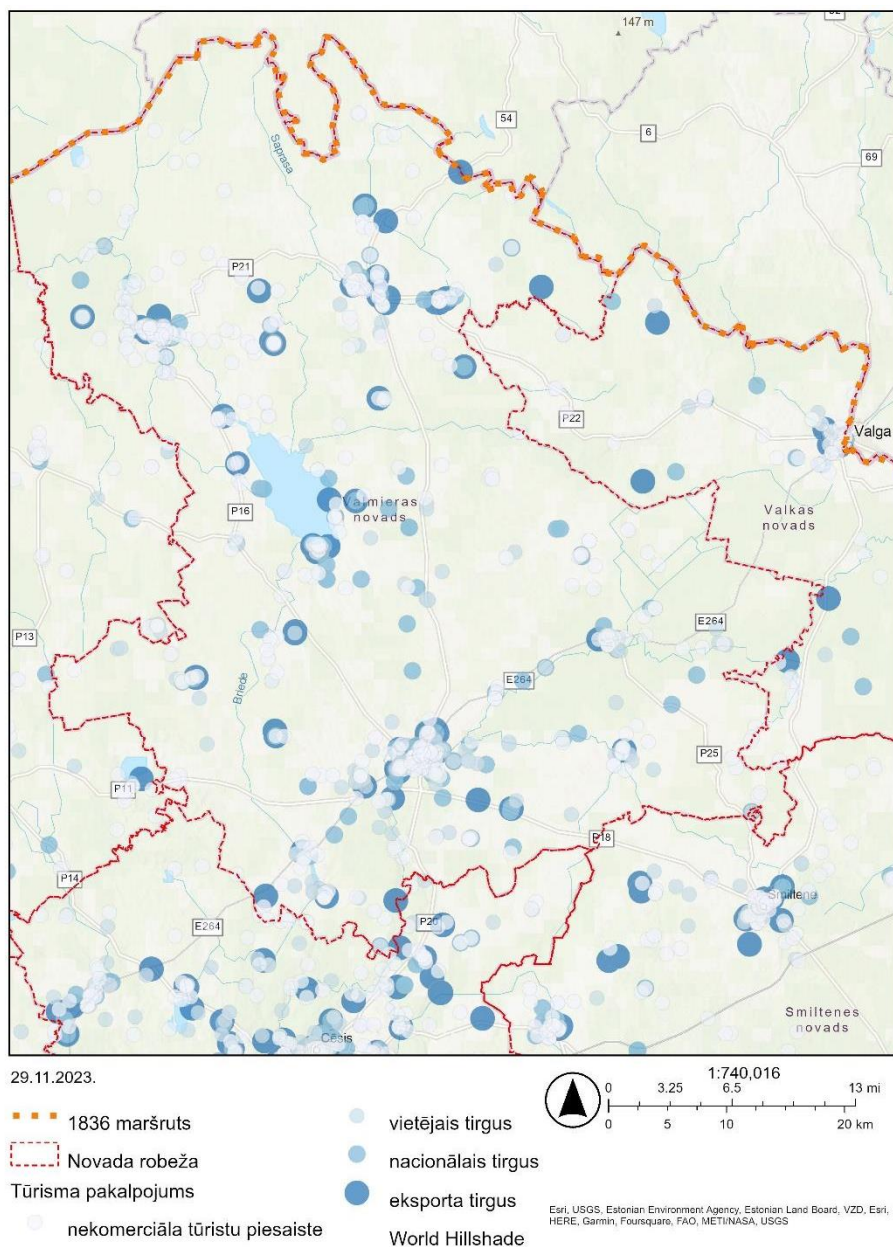 147 m
52
54
6
69
Saprasa
P21
P22
Valga
P16
Valmieras
novads
Valkas
novads
P13
E264
Briede
E264
P25
P11
P18
P14
P20
Smiltene
E264
Smiltenes
novads
Cēsis
29.11.2023.
1:740,016
0 3.25 6.5 13 mi
0 5 10 20 km
1836 maršruts
Novada robeža
Tūrisma pakalpojums
nekomerciāla tūristu piesaiste
vietējais tirgus
nacionālais tirgus
eksporta tirgus
World Hillshade
Esri, USGS, Estonian Environment Agency, Estonian Land Board, VZD, Esri,
HERE, Garmin, Foursquare, FAO, METI/NASA, USGS